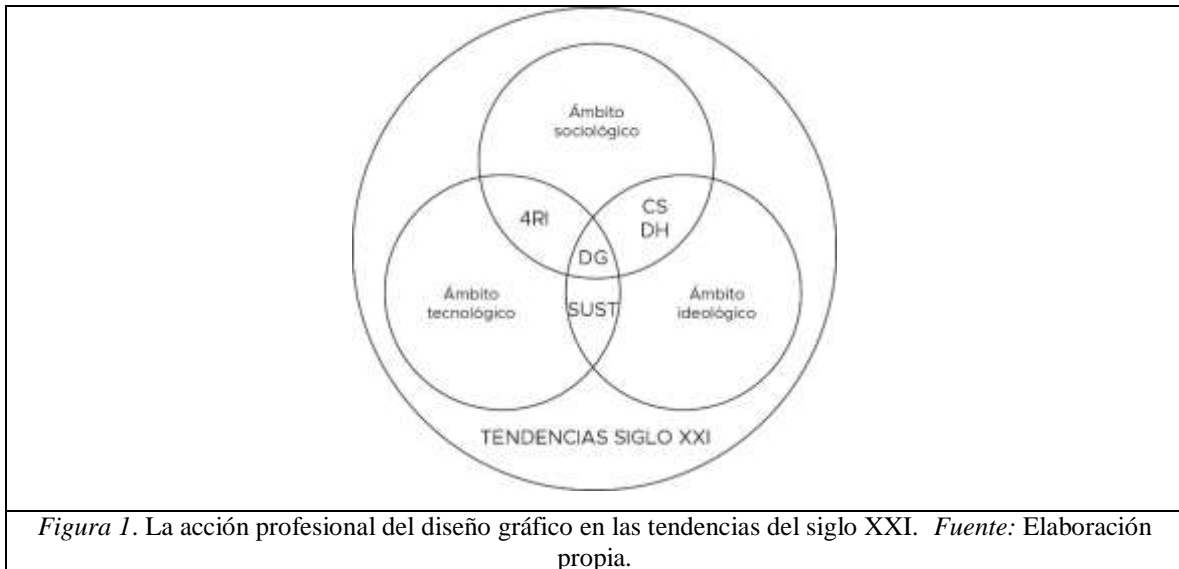 Ámbito
sociológico
4RI
CS
DH
DG
Ámbito
tecnológico
SUST
Ámbito
ideológico
TENDENCIAS SIGLO XXI
Figura 1. La acción profesional del diseño gráfico en las tendencias del siglo XXI. Fuente: Elaboración
propia.